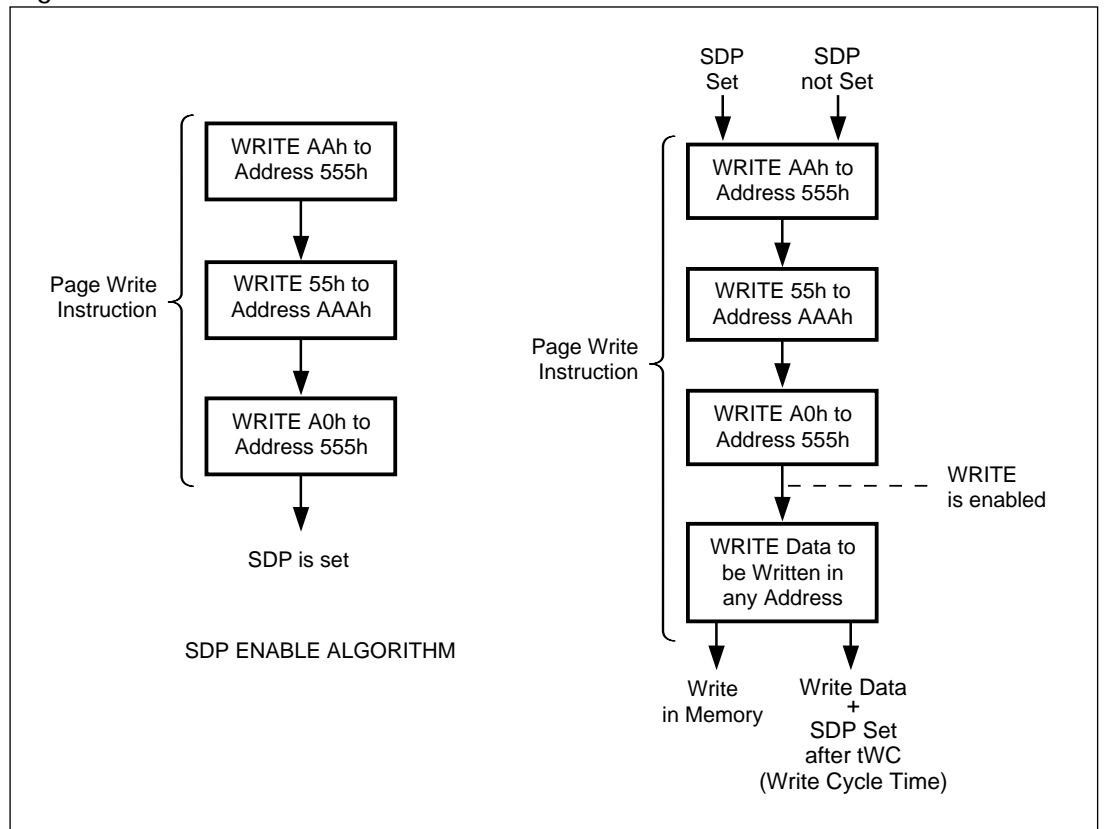 WRITE AAh to
Address 555h
Page Write
Instruction
WRITE 55h to
Address AAAh
WRITE A0h to
Address 555h
SDP is set
SDP ENABLE ALGORITHM
SDP
Set
SDP
not Set
WRITE AAh to
Address 555h
WRITE 55h to
Address AAAh
Page Write
Instruction
WRITE A0h to
Address 555h
WRITE
is enabled
WRITE Data to
be Written in
any Address
Write
in Memory
Write Data
+
SDP Set
after tWC
(Write Cycle Time)